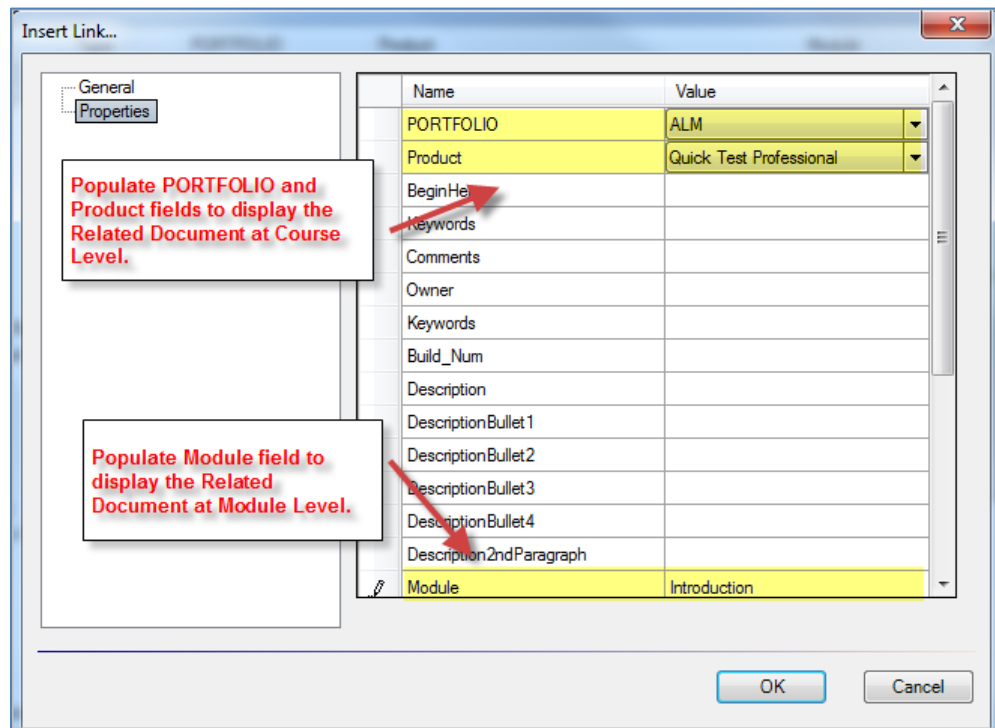 Insert Link...
General
Properties
Name Value
PORTFOLIO ALM
Product Quick Test Professional
Keywords
Comments
Owner
Keywords
Build_Num
Description
DescriptionBullet1
DescriptionBullet2
DescriptionBullet3
DescriptionBullet4
Description2ndParagraph
Module Introduction
Populate PORTFOLIO and
Product fields to display the
Related Document at Course
Level.
Populate Module field to
display the Related
Document at Module Level.
OK Cancel